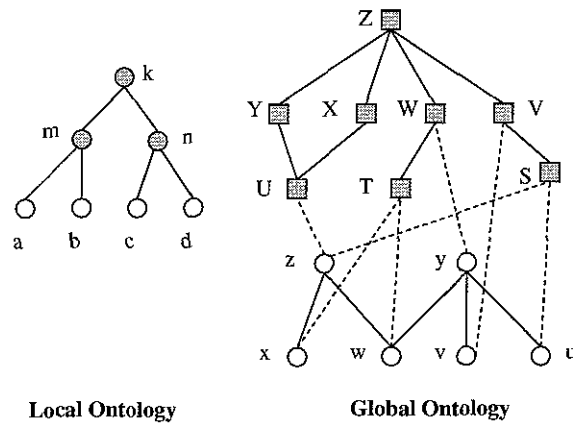 Z
k
Y X W V
m n
U T S
a b c d
z y
x w v u
Local Ontology Global Ontology